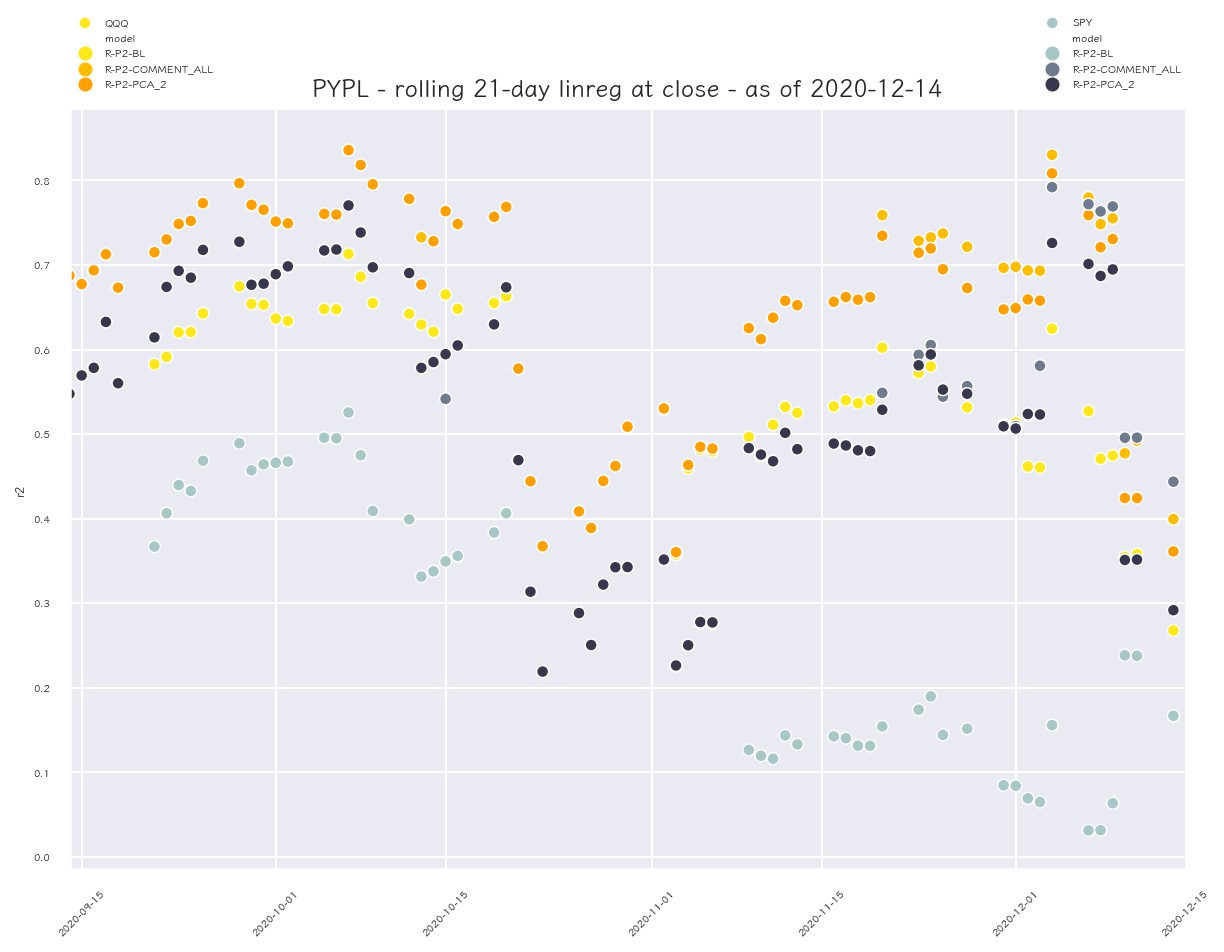 QQQ
model
R-P2-BL
R-P2-COMMENT_ALL
R-P2-PCA_2
SPY
model
R-P2-BL
R-P2-COMMENT_ALL
R-P2-PCA_2
PYPL - rolling 21-day linreg at close - as of 2020-12-14
r2
0.8
0.7
0.6
0.5
0.4
0.3
0.2
0.1
0.0
2020-09-15
2020-10-01
2020-10-15
2020-11-01
2020-11-15
2020-12-01
2020-12-15